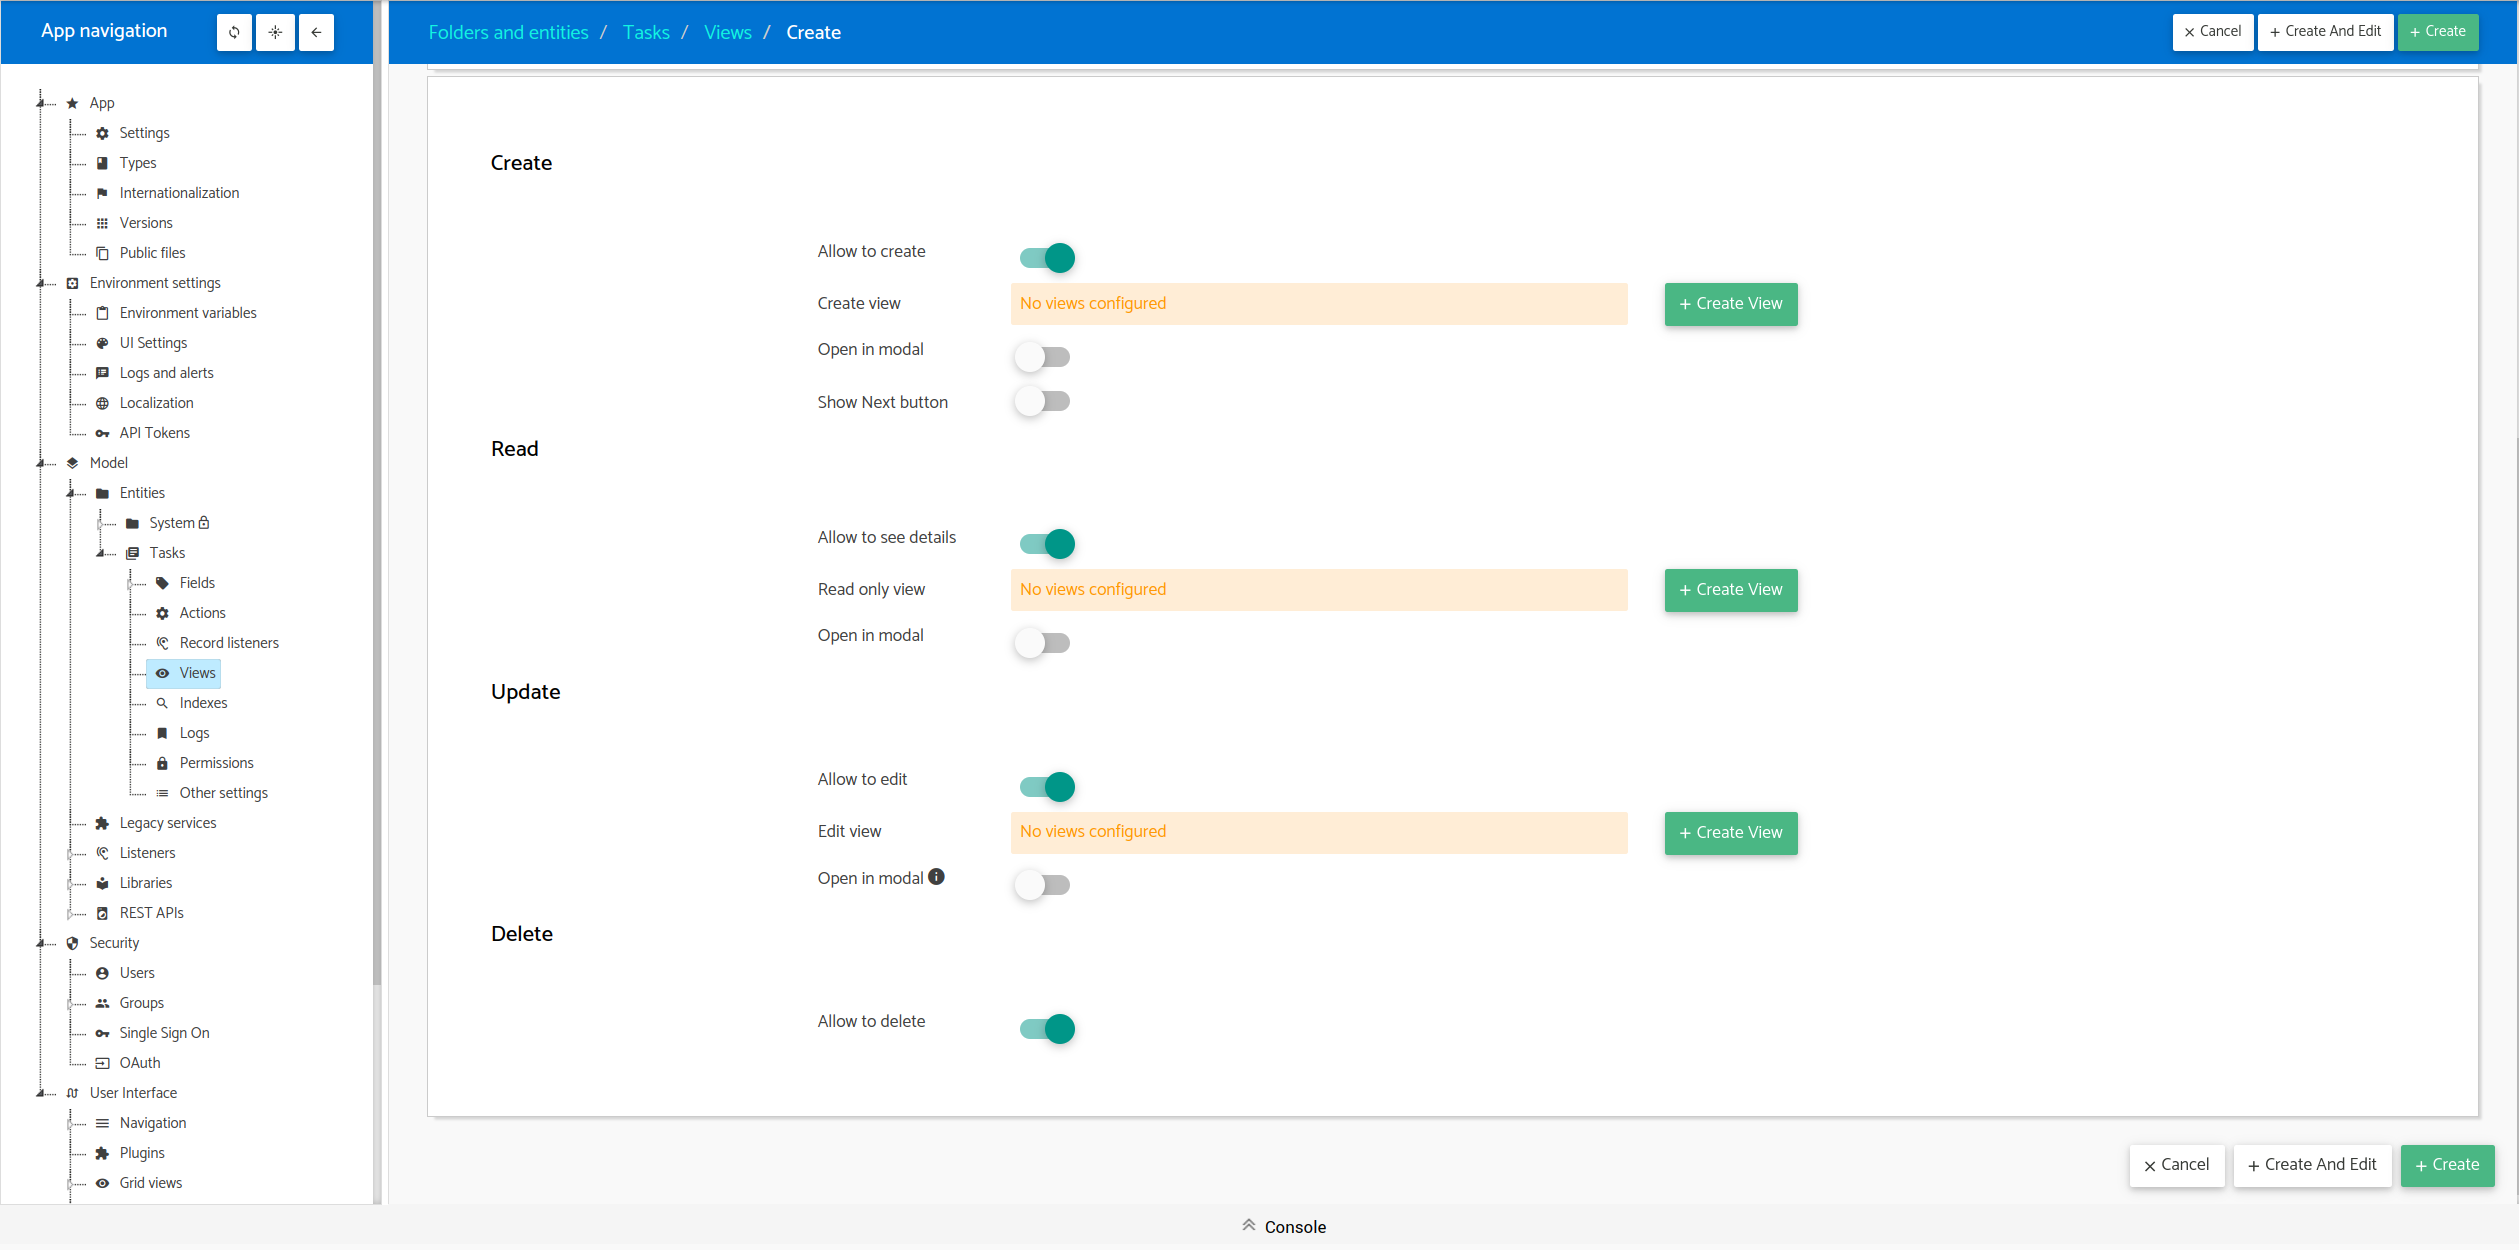 App navigation
Folders and entities / Tasks / Views / Create
Cancel
Create And Edit
Create
App
Settings
Types
Internationalization
Versions
Public files
Environment settings
Environment variables
UI Settings
Logs and alerts
Localization
API Tokens
Model
Entities
System
Tasks
Fields
Actions
Record listeners
Views
Indexes
Logs
Permissions
Other settings
Legacy services
Listeners
Libraries
REST APIs
Security
Users
Groups
Single Sign On
OAuth
User Interface
Navigation
Plugins
Grid views
Create
Allow to create
Create view No views configured + Create View
Open in modal
Show Next button
Read
Allow to see details
Read only view No views configured + Create View
Open in modal
Update
Allow to edit
Edit view No views configured + Create View
Open in modal
Delete
Allow to delete
Cancel
Create And Edit
Create
Console